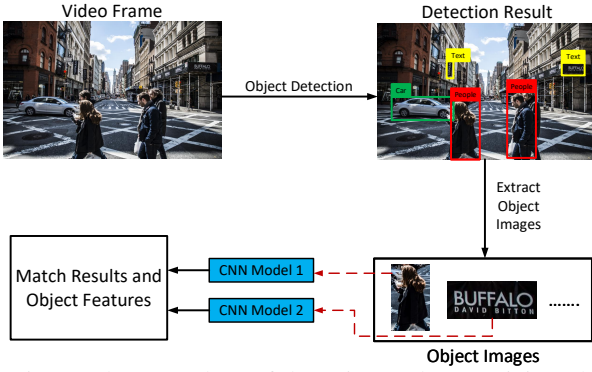 Video Frame
Detection Result
Text
Text
BUFFALO
Car
People
People
Object Detection
Extract
Object
Images
Match Results and
Object Features
CNN Model 1
CNN Model 2
BUFFALO
DAVID BITTON
.......
Object Images